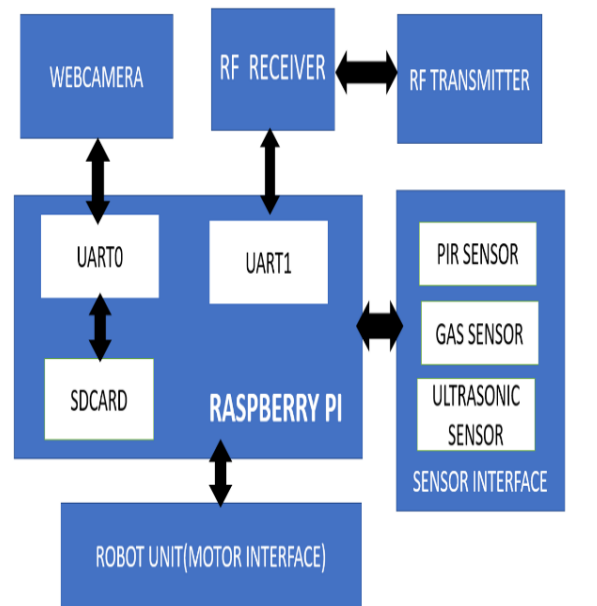 WEBCAMERA
RF RECEIVER
RF TRANSMITTER
UART0
UART1
SDCARD
RASPBERRY PI
PIR SENSOR
GAS SENSOR
ULTRASONIC
SENSOR
SENSOR INTERFACE
ROBOT UNIT(MOTOR INTERFACE)